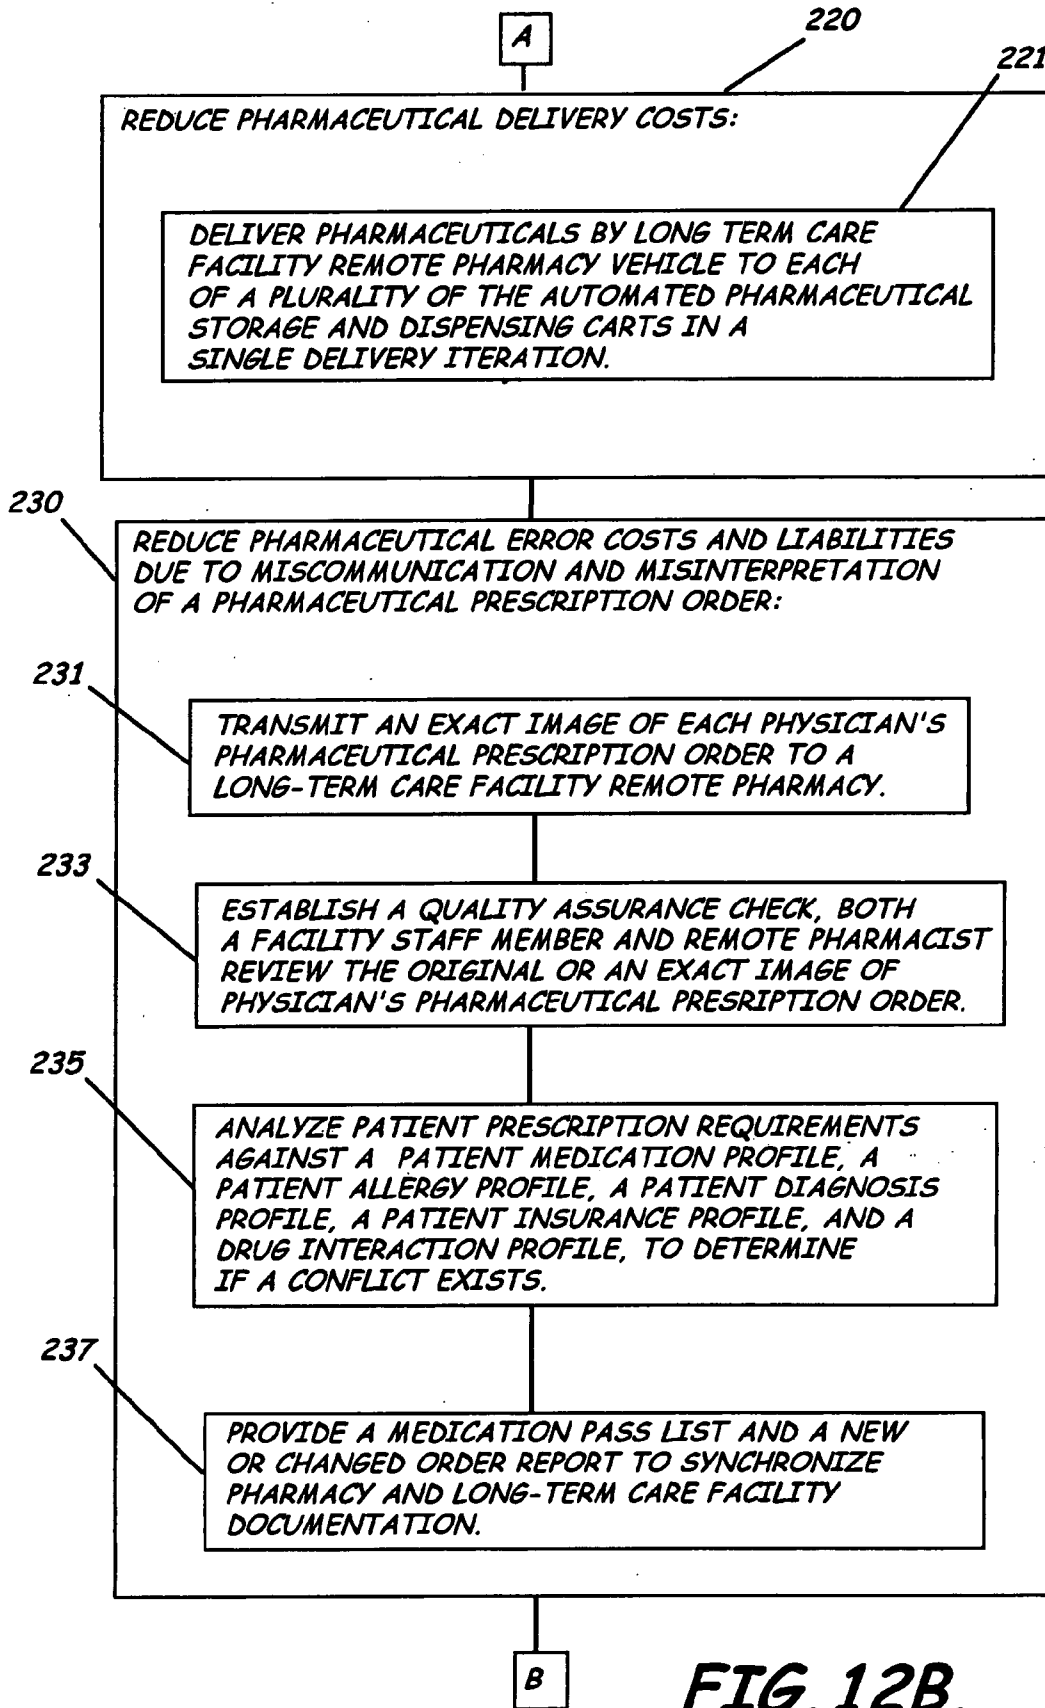 A
220
221
REDUCE PHARMACEUTICAL DELIVERY COSTS:
DELIVER PHARMACEUTICALS BY LONG TERM CARE
FACILITY REMOTE PHARMACY VEHICLE TO EACH
OF A PLURALITY OF THE AUTOMATED PHARMACEUTICAL
STORAGE AND DISPENSING CARTS IN A
SINGLE DELIVERY ITERATION.
230
REDUCE PHARMACEUTICAL ERROR COSTS AND LIABILITIES
DUE TO MISCOMMUNICATION AND MISINTERPRETATION
OF A PHARMACEUTICAL PRESCRIPTION ORDER:
231
TRANSMIT AN EXACT IMAGE OF EACH PHYSICIAN'S
PHARMACEUTICAL PRESCRIPTION ORDER TO A
LONG-TERM CARE FACILITY REMOTE PHARMACY.
233
ESTABLISH A QUALITY ASSURANCE CHECK, BOTH
A FACILITY STAFF MEMBER AND REMOTE PHARMACIST
REVIEW THE ORIGINAL OR AN EXACT IMAGE OF
PHYSICIAN'S PHARMACEUTICAL PRESRIPTION ORDER.
235
ANALYZE PATIENT PRESCRIPTION REQUIREMENTS
AGAINST A PATIENT MEDICATION PROFILE, A
PATIENT ALLERGY PROFILE, A PATIENT DIAGNOSIS
PROFILE, A PATIENT INSURANCE PROFILE, AND A
DRUG INTERACTION PROFILE, TO DETERMINE
IF A CONFLICT EXISTS.
237
PROVIDE A MEDICATION PASS LIST AND A NEW
OR CHANGED ORDER REPORT TO SYNCHRONIZE
PHARMACY AND LONG-TERM CARE FACILITY
DOCUMENTATION.
B
FIG. 12B.